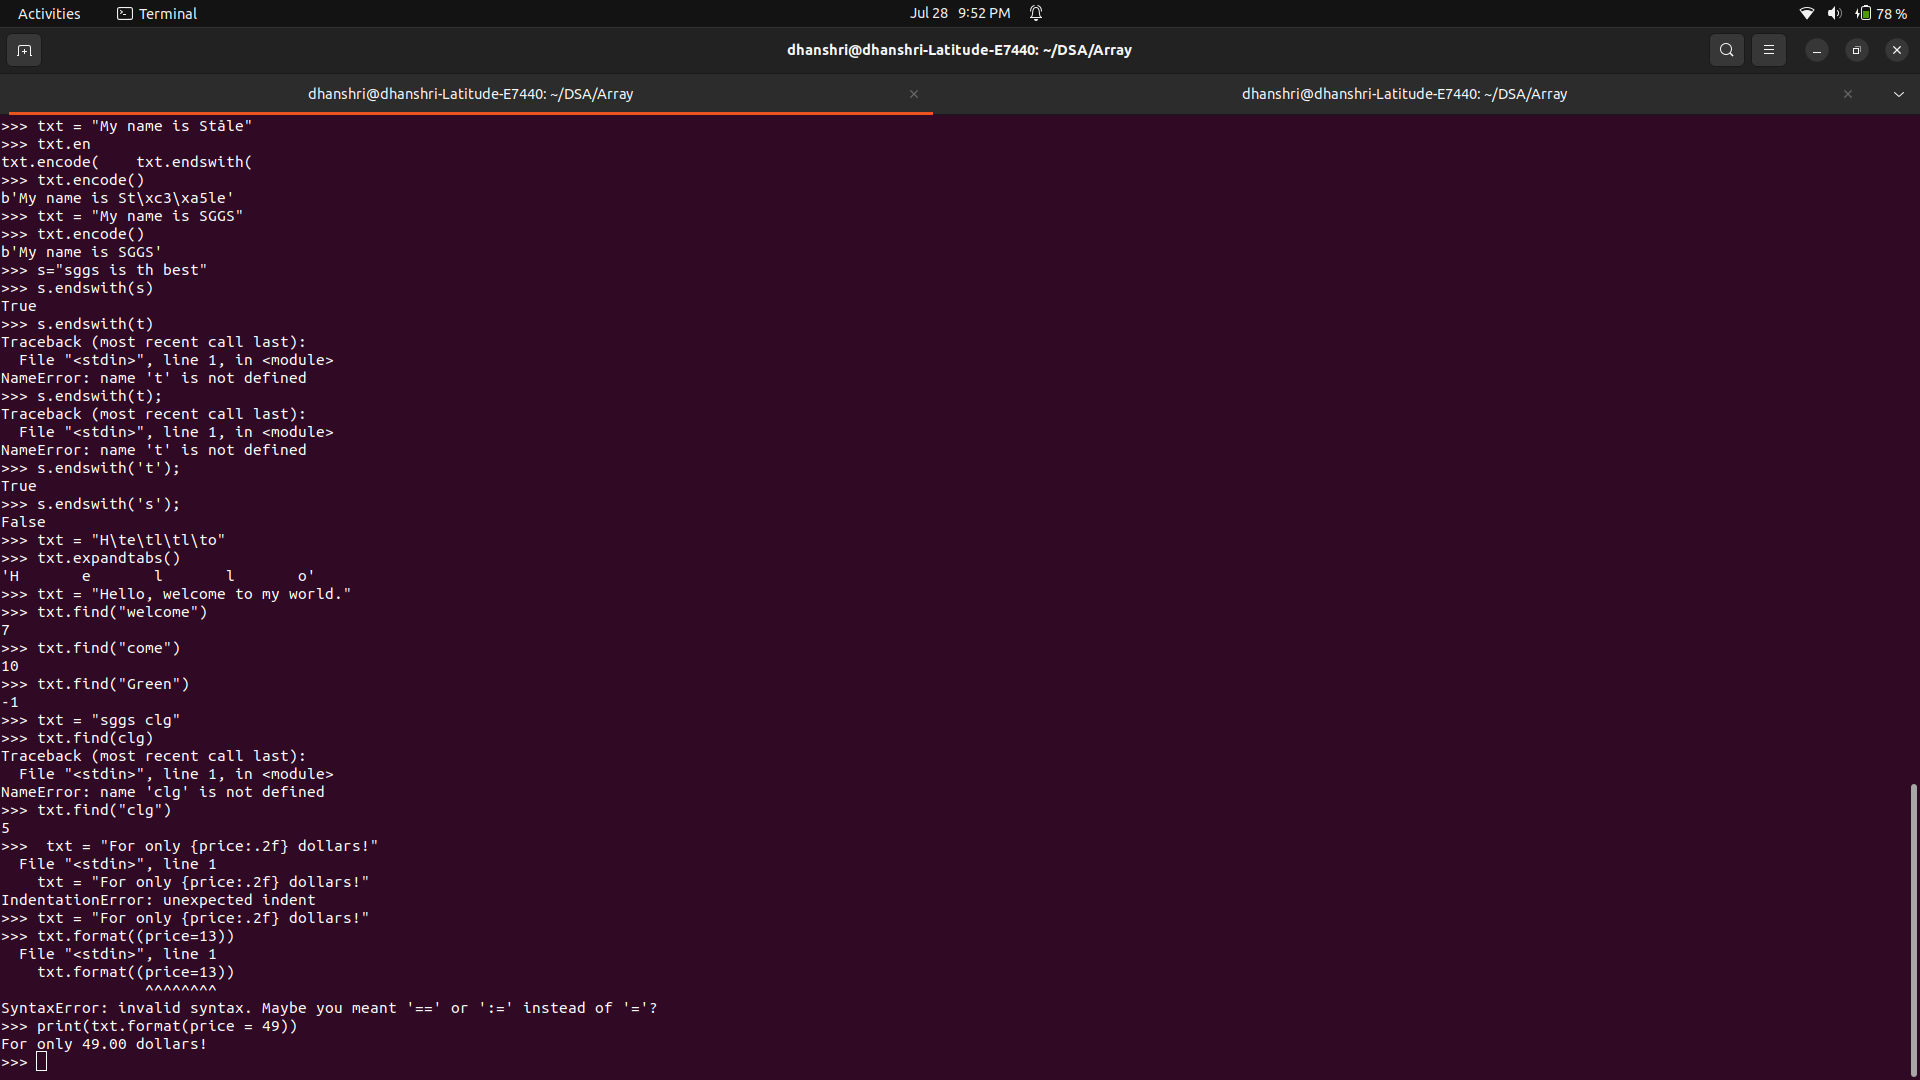 Activities Terminal Jul 28 9:52 PM 78 %
dhanshri@dhanshri-Latitude-E7440: ~/DSA/Array
dhanshri@dhanshri-Latitude-E7440: ~/DSA/Array dhanshri@dhanshri-Latitude-E7440: ~/DSA/Array
>>> txt = "My name is Ståle"
>>> txt.en
txt.encode(    txt.endswith(
>>> txt.encode()
b'My name is St\xc3\xa5le'
>>> txt = "My name is SGGS"
>>> txt.encode()
b'My name is SGGS'
>>> s="sggs is th best"
>>> s.endswith(s)
True
>>> s.endswith(t)
Traceback (most recent call last):
  File "<stdin>", line 1, in <module>
NameError: name 't' is not defined
>>> s.endswith(t);
Traceback (most recent call last):
  File "<stdin>", line 1, in <module>
NameError: name 't' is not defined
>>> s.endswith('t');
True
>>> s.endswith('s');
False
>>> txt = "H\te\tl\tl\to"
>>> txt.expandtabs()
'H       e       l       l       o'
>>> txt = "Hello, welcome to my world."
>>> txt.find("welcome")
7
>>> txt.find("come")
10
>>> txt.find("Green")
-1
>>> txt = "sggs clg"
>>> txt.find(clg)
Traceback (most recent call last):
  File "<stdin>", line 1, in <module>
NameError: name 'clg' is not defined
>>> txt.find("clg")
5
>>>  txt = "For only {price:.2f} dollars!"
  File "<stdin>", line 1
    txt = "For only {price:.2f} dollars!"
IndentationError: unexpected indent
>>> txt = "For only {price:.2f} dollars!"
>>> txt.format((price=13))
  File "<stdin>", line 1
    txt.format((price=13))
                ^^^^^^^^
SyntaxError: invalid syntax. Maybe you meant '==' or ':=' instead of '='?
>>> print(txt.format(price = 49))
For only 49.00 dollars!
>>>